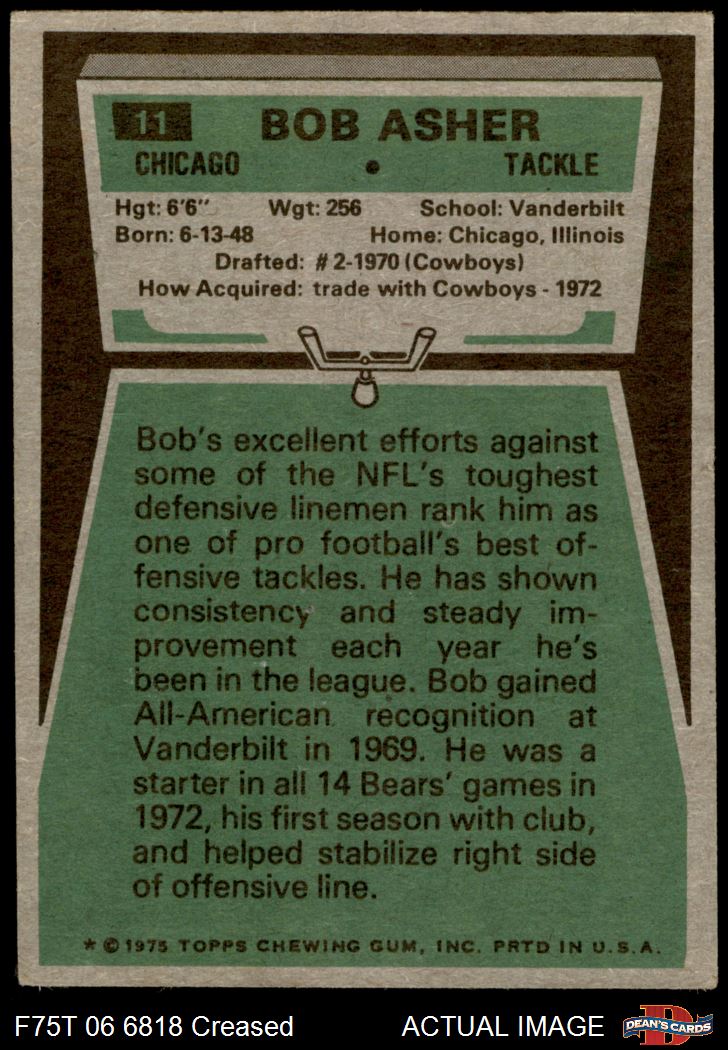 11 BOB ASHER
CHICAGO • TACKLE
Hgt: 6'6" Wgt: 256 School: Vanderbilt
Born: 6-13-48 Home: Chicago, Illinois
Drafted: #2-1970 (Cowboys)
How Acquired: trade with Cowboys - 1972
Bob's excellent efforts against
some of the NFL's toughest
defensive linemen rank him as
one of pro football's best of-
fensive tackles. He has shown
consistency and steady im-
provement each year he's
been in the league. Bob gained
All-American recognition at
Vanderbilt in 1969. He was a
starter in all 14 Bears' games in
1972, his first season with club,
and helped stabilize right side
of offensive line.
* © 1975 TOPPS CHEWING GUM, INC. PRTD IN U.S.A.
F75T 06 6818 Creased ACTUAL IMAGE
D
DEAN'S CARDS